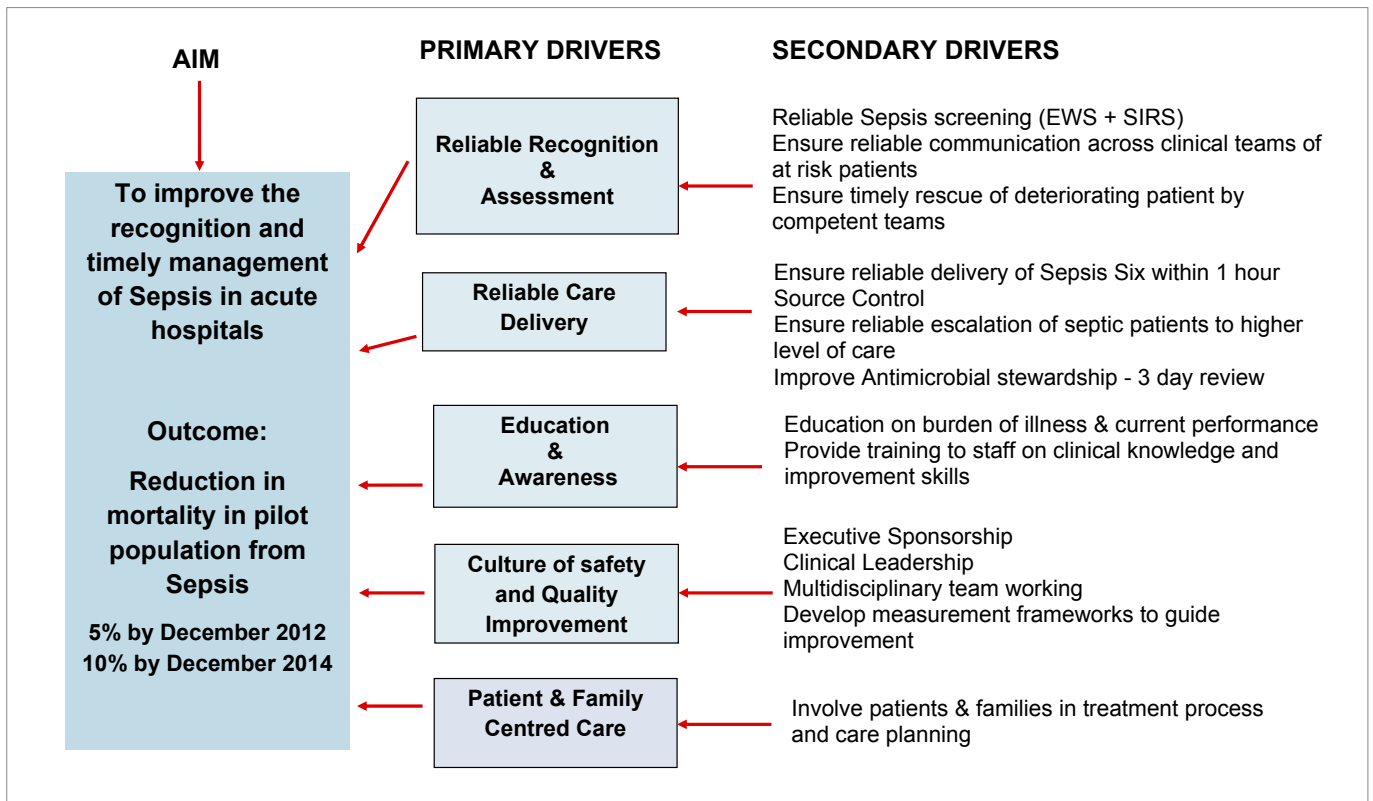 AIM
To improve the
recognition and
timely management
of Sepsis in acute
hospitals
Outcome:
Reduction in
mortality in pilot
population from
Sepsis
5% by December 2012
10% by December 2014
PRIMARY DRIVERS
Reliable Recognition
&
Assessment
Reliable Care
Delivery
Education
&
Awareness
Culture of safety
and Quality
Improvement
Patient & Family
Centred Care
SECONDARY DRIVERS
Reliable Sepsis screening (EWS + SIRS)
Ensure reliable communication across clinical teams of
at risk patients
Ensure timely rescue of deteriorating patient by
competent teams
Ensure reliable delivery of Sepsis Six within 1 hour
Source Control
Ensure reliable escalation of septic patients to higher
level of care
Improve Antimicrobial stewardship - 3 day review
Education on burden of illness & current performance
Provide training to staff on clinical knowledge and
improvement skills
Executive Sponsorship
Clinical Leadership
Multidisciplinary team working
Develop measurement frameworks to guide
improvement
Involve patients & families in treatment process
and care planning